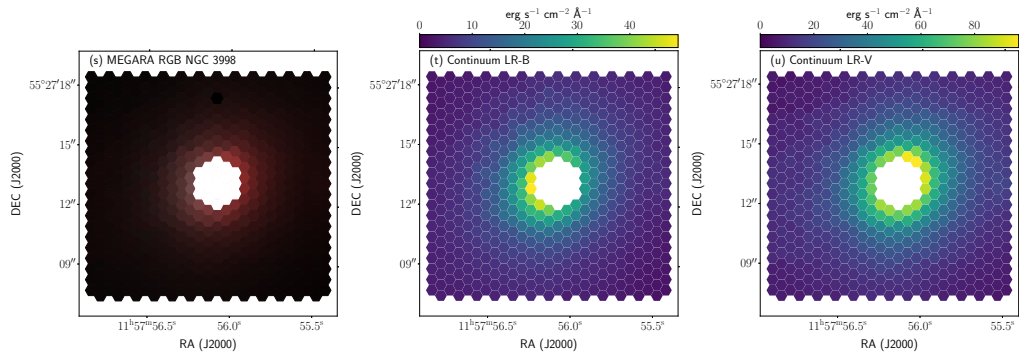 erg s⁻¹ cm⁻² Å⁻¹
erg s⁻¹ cm⁻² Å⁻¹
0 20 40
0 20 40 60 80
(s) MEGARA RGB NGC 3998
(t) Continuum LR-B
(u) Continuum LR-V
55°27′18″
55°27′18″
55°27′18″
15″
15″
15″
DEC (J2000)
DEC (J2000)
DEC (J2000)
12″
12″
12″
09″
09″
09″
11ʰ57ᵐ56.5ˢ 56.0ˢ 55.5ˢ
11ʰ57ᵐ56.5ˢ 56.0ˢ 55.5ˢ
11ʰ57ᵐ56.5ˢ 56.0ˢ 55.5ˢ
RA (J2000)
RA (J2000)
RA (J2000)